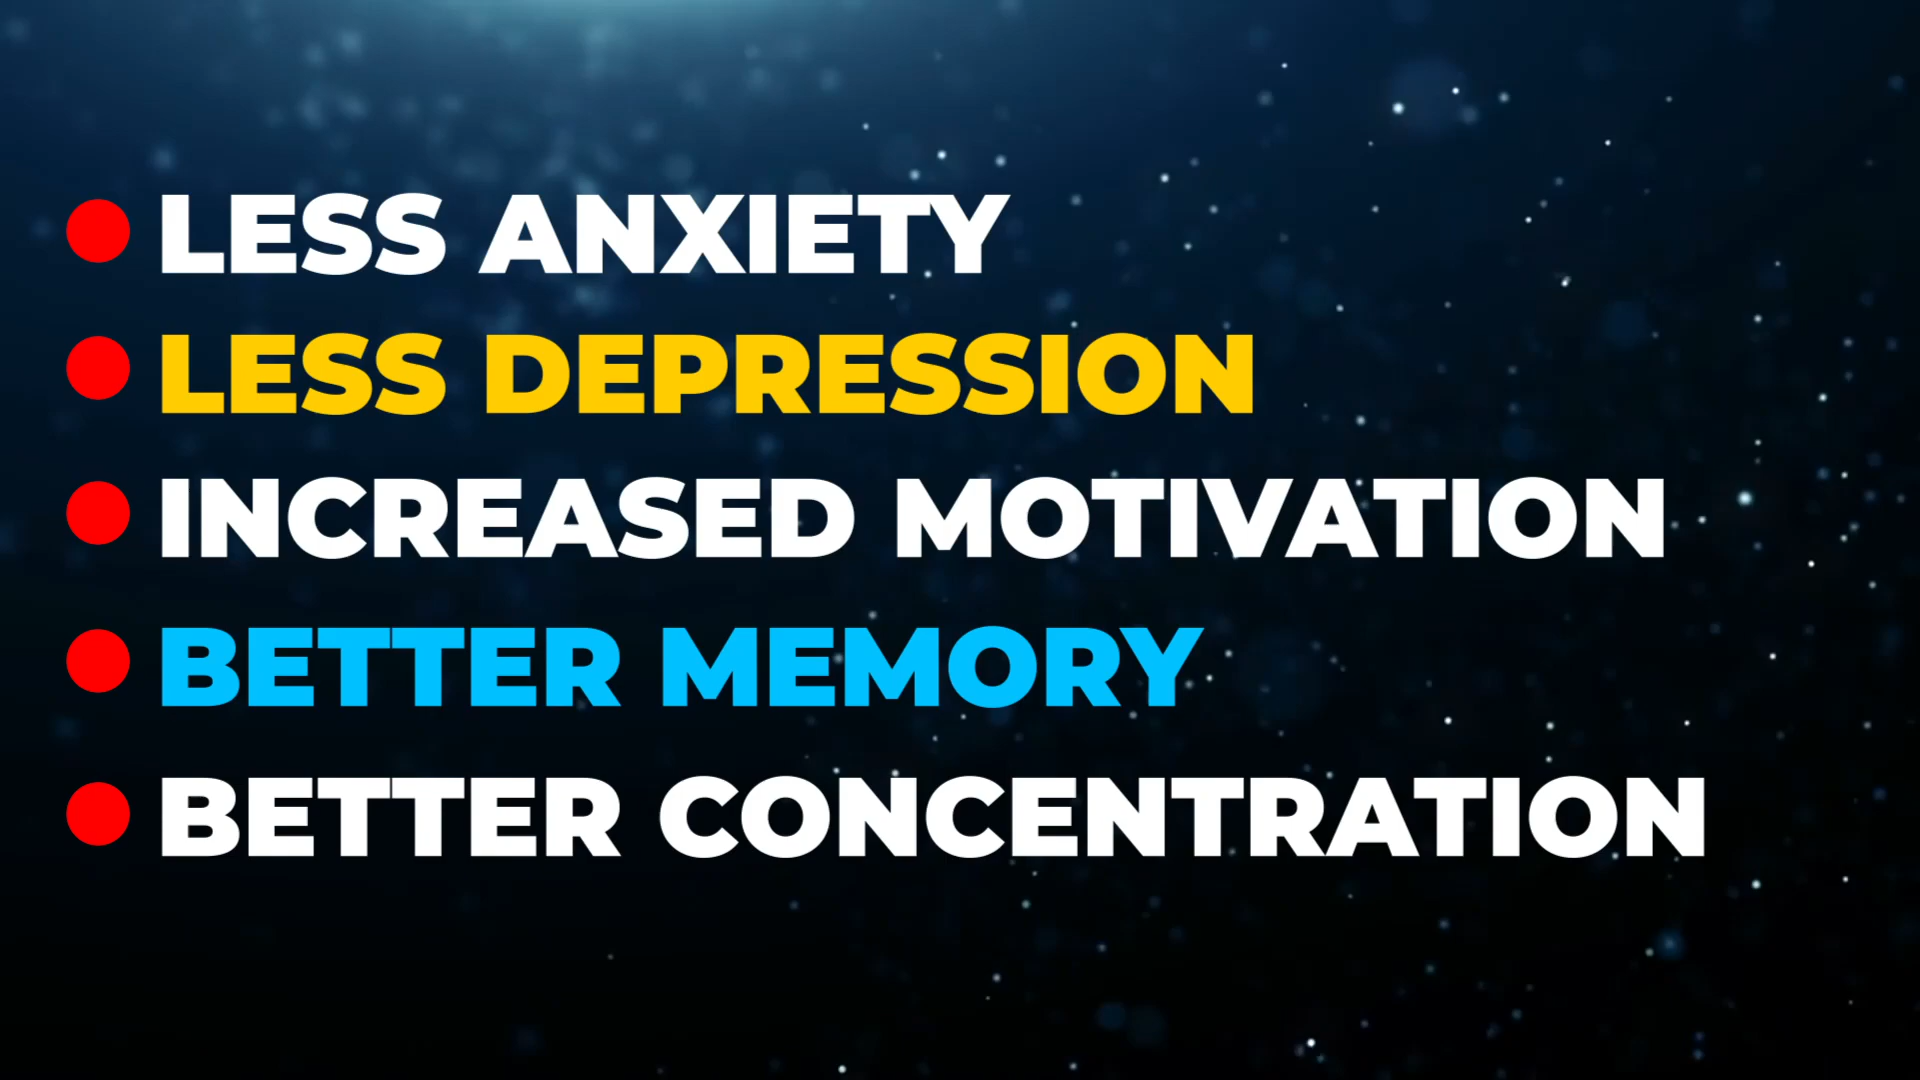 LESS ANXIETY
LESS DEPRESSION
INCREASED MOTIVATION
BETTER MEMORY
BETTER CONCENTRATION